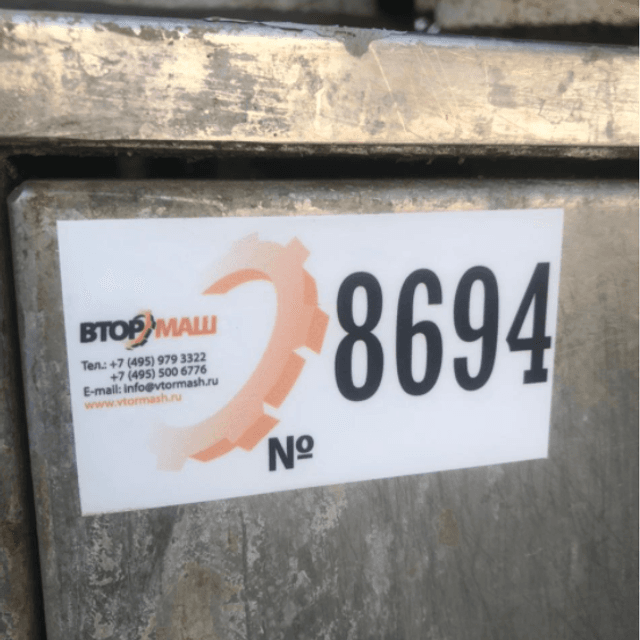 ВТОРМАШ
Тел.: +7 (495) 979 3322
+7 (495) 500 6776
E-mail: info@vtormash.ru
www.vtormash.ru
№
8694